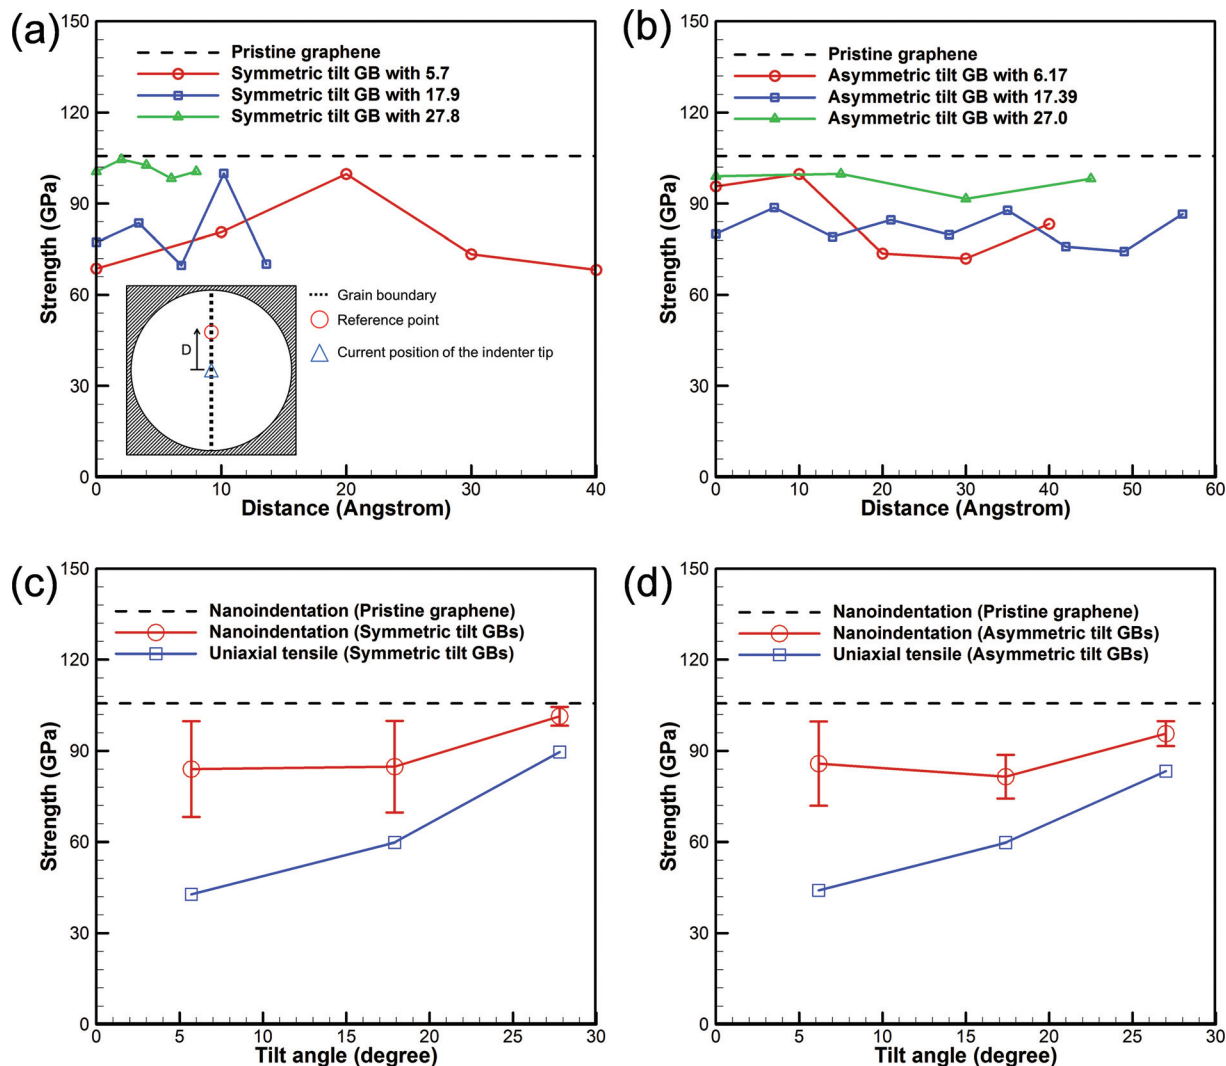 (a)
150
120
90
60
30
0
Strength (GPa)
Pristine graphene
Symmetric tilt GB with 5.7
Symmetric tilt GB with 17.9
Symmetric tilt GB with 27.8
D
Grain boundary
Reference point
Current position of the indenter tip
0 10 20 30 40
Distance (Angstrom)
(b)
150
120
90
60
30
0
Strength (GPa)
Pristine graphene
Asymmetric tilt GB with 6.17
Asymmetric tilt GB with 17.39
Asymmetric tilt GB with 27.0
0 10 20 30 40 50 60
Distance (Angstrom)
(c)
150
120
90
60
30
0
Strength (GPa)
Nanoindentation (Pristine graphene)
Nanoindentation (Symmetric tilt GBs)
Uniaxial tensile (Symmetric tilt GBs)
0 5 10 15 20 25 30
Tilt angle (degree)
(d)
150
120
90
60
30
0
Strength (GPa)
Nanoindentation (Pristine graphene)
Nanoindentation (Asymmetric tilt GBs)
Uniaxial tensile (Asymmetric tilt GBs)
0 5 10 15 20 25 30
Tilt angle (degree)